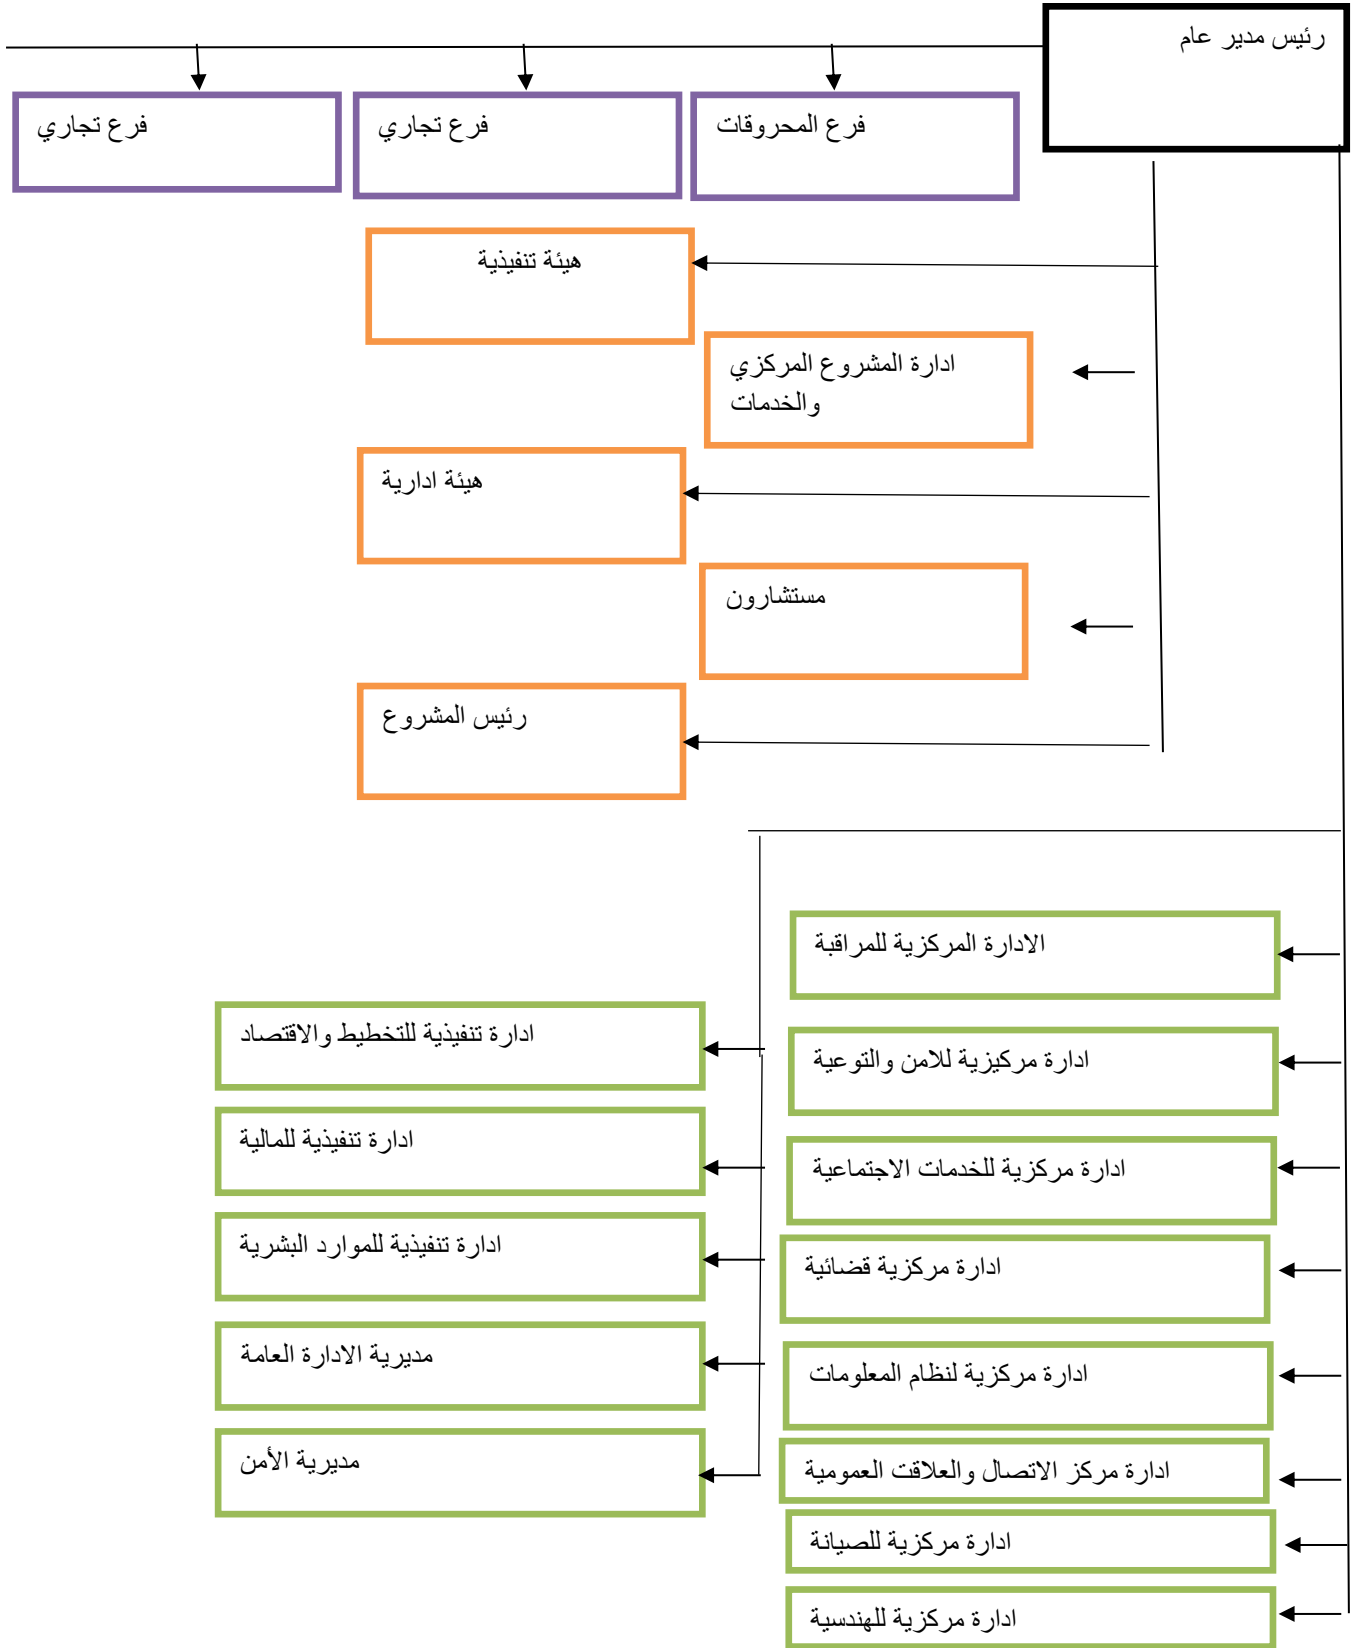 رئيس مدير عام
فرع المحروقات
فرع تجاري
فرع تجاري
هيئة تنفيذية
ادارة المشروع المركزي
والخدمات
هيئة ادارية
مستشارون
رئيس المشروع
الادارة المركزية للمراقبة
ادارة مركيزية للامن والتوعية
ادارة مركزية للخدمات الاجتماعية
ادارة مركزية قضائية
ادارة مركزية لنظام المعلومات
ادارة مركز الاتصال والعلاقت العمومية
ادارة مركزية للصيانة
ادارة مركزية للهندسية
ادارة تنفيذية للتخطيط والاقتصاد
ادارة تنفيذية للمالية
ادارة تنفيذية للموارد البشرية
مديرية الادارة العامة
مديرية الأمن